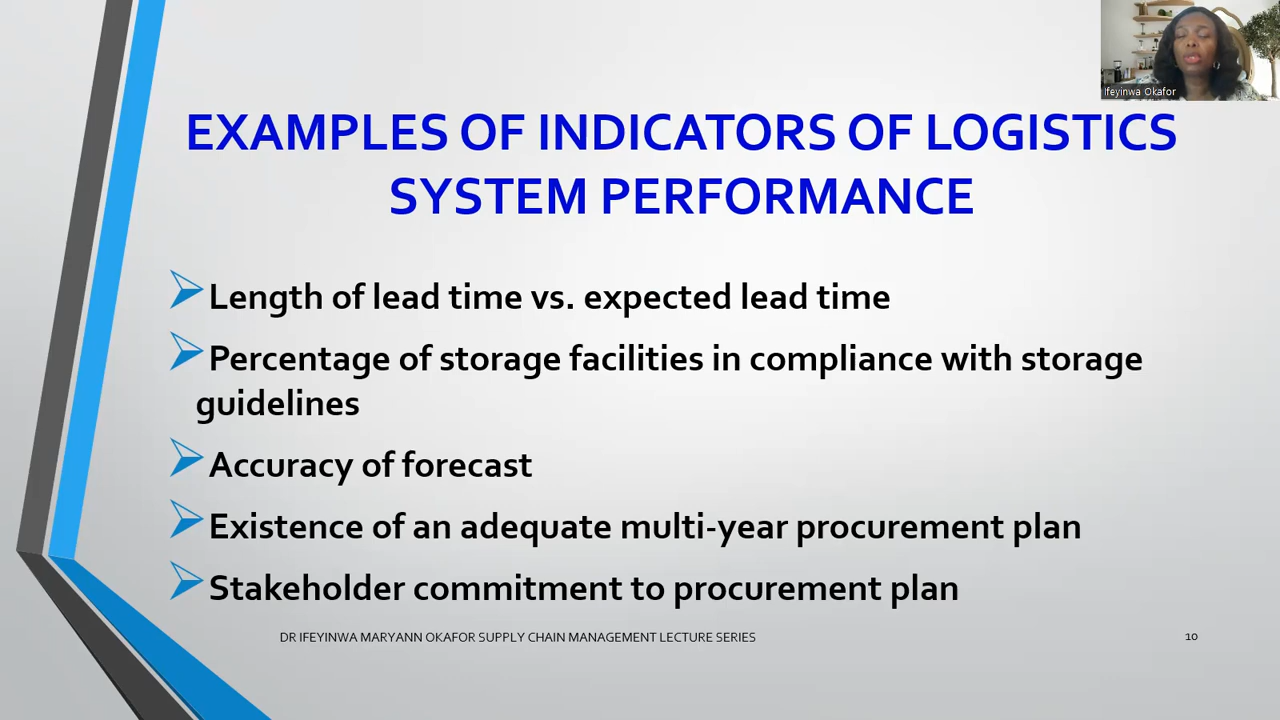 Ifeyinwa Okafor
EXAMPLES OF INDICATORS OF LOGISTICS
SYSTEM PERFORMANCE
Length of lead time vs. expected lead time
Percentage of storage facilities in compliance with storage
guidelines
Accuracy of forecast
Existence of an adequate multi-year procurement plan
Stakeholder commitment to procurement plan
DR IFEYINWA MARYANN OKAFOR SUPPLY CHAIN MANAGEMENT LECTURE SERIES
10